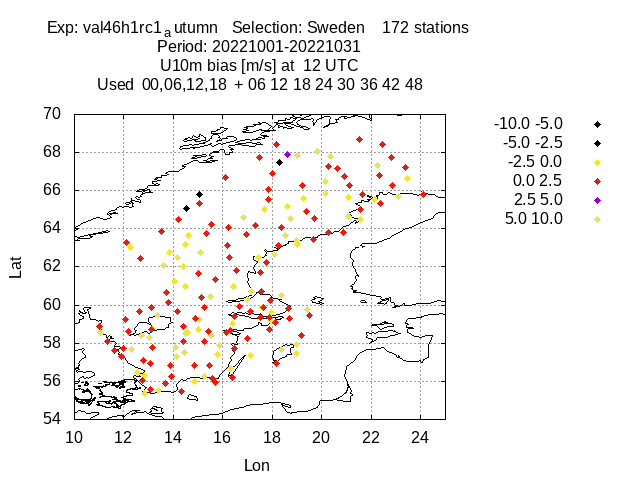 Exp: val46h1rc1autumn Selection: Sweden 172 stations
Period: 20221001-20221031
U10m bias [m/s] at 12 UTC
Used 00,06,12,18 + 06 12 18 24 30 36 42 48
70
68
66
64
62
60
58
56
54
10 12 14 16 18 20 22 24
Lat
Lon
-10.0 -5.0
-5.0 -2.5
-2.5 0.0
0.0 2.5
2.5 5.0
5.0 10.0